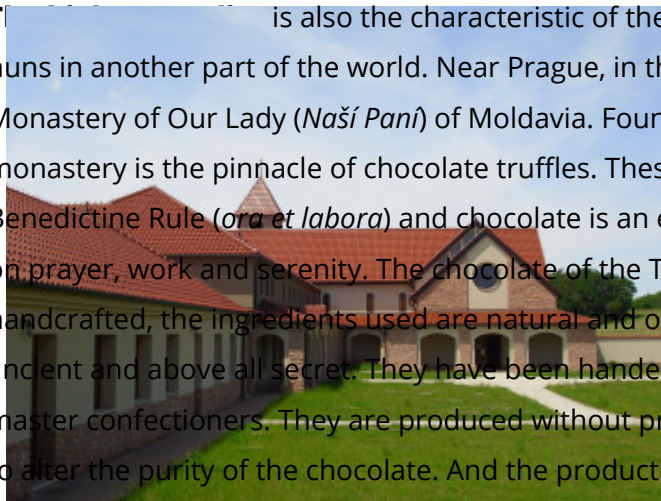 is also the characteristic of the
nuns in another part of the world. Near Prague, in th
Monastery of Our Lady (Naší Paní) of Moldavia. Foun
monastery is the pinnacle of chocolate truffles. Thes
Benedictine Rule (ora et labora) and chocolate is an e
on prayer, work and serenity. The chocolate of the T
handcrafted, the ingredients used are natural and o
ancient and above all secret. They have been hande
master confectioners. They are produced without pr
to alter the purity of the chocolate. And the product